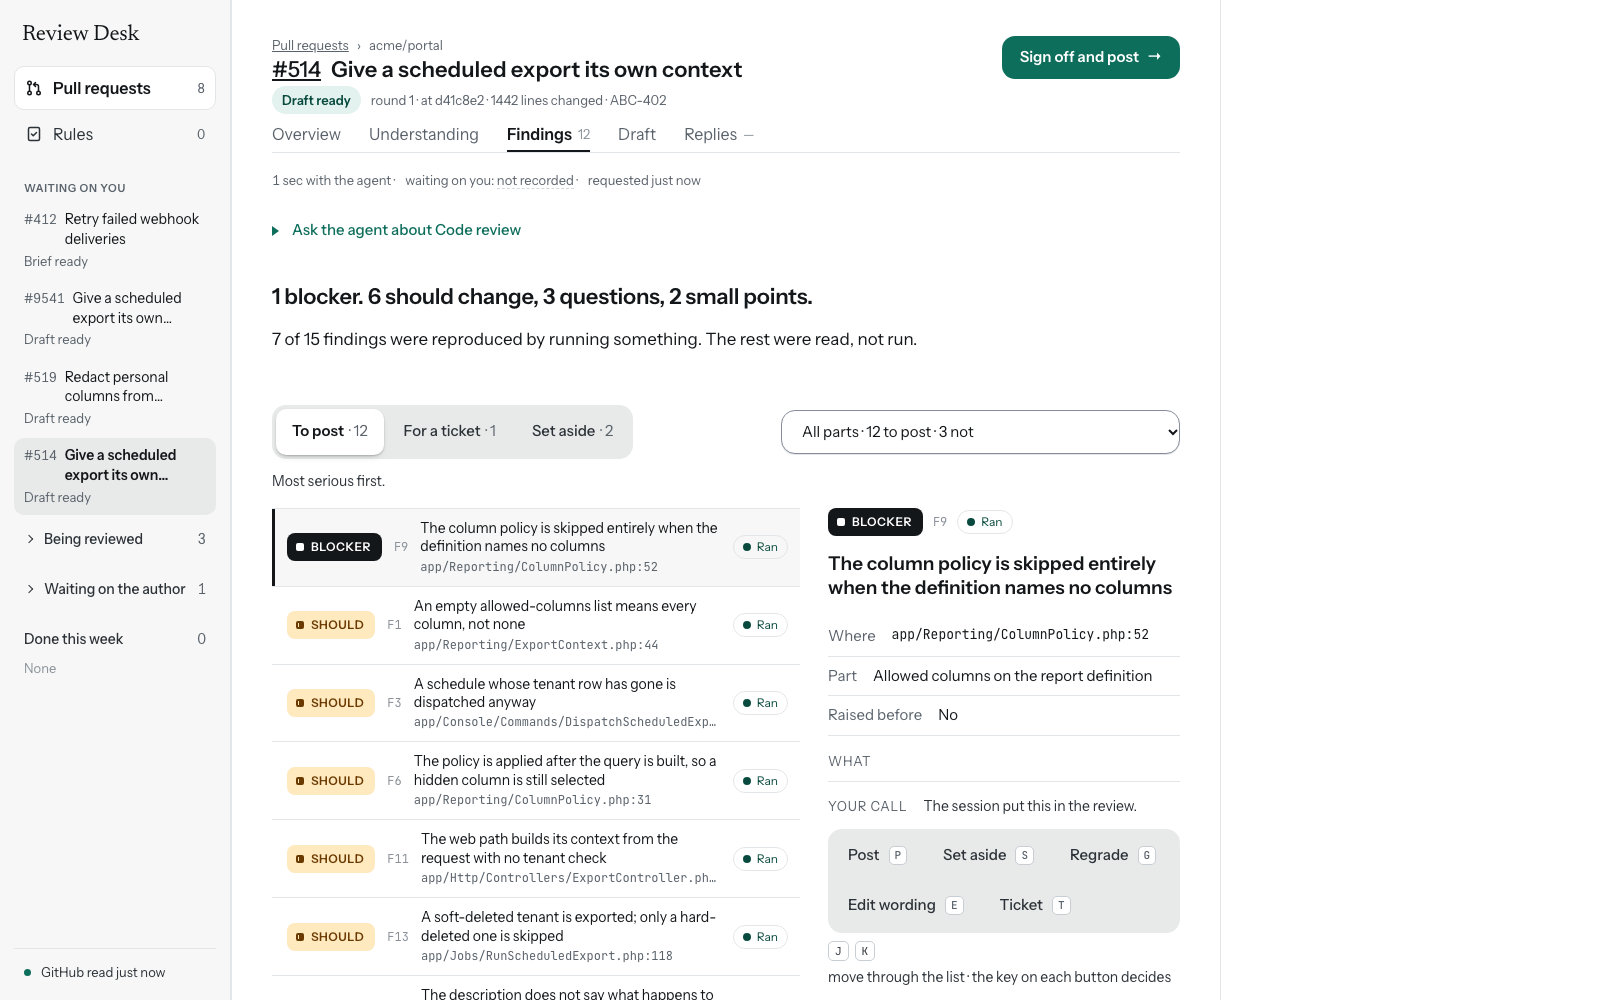 Review Desk
Pull requests 8
Rules 0
WAITING ON YOU
#412 Retry failed webhook
deliveries
Brief ready
#9541 Give a scheduled
export its own…
Draft ready
#519 Redact personal
columns from…
Draft ready
#514 Give a scheduled
export its own…
Draft ready
Being reviewed 3
Waiting on the author 1
Done this week 0
None
GitHub read just now
Pull requests › acme/portal
#514 Give a scheduled export its own context
Sign off and post →
Draft ready round 1 · at d41c8e2 · 1442 lines changed · ABC-402
Overview Understanding Findings 12 Draft Replies —
1 sec with the agent · waiting on you: not recorded · requested just now
Ask the agent about Code review
1 blocker. 6 should change, 3 questions, 2 small points.
7 of 15 findings were reproduced by running something. The rest were read, not run.
To post · 12 For a ticket · 1 Set aside · 2
All parts · 12 to post · 3 not
Most serious first.
BLOCKER F9 The column policy is skipped entirely when the
definition names no columns
app/Reporting/ColumnPolicy.php:52
Ran
SHOULD F1 An empty allowed-columns list means every
column, not none
app/Reporting/ExportContext.php:44
Ran
SHOULD F3 A schedule whose tenant row has gone is
dispatched anyway
app/Console/Commands/DispatchScheduledExp…
Ran
SHOULD F6 The policy is applied after the query is built, so a
hidden column is still selected
app/Reporting/ColumnPolicy.php:31
Ran
SHOULD F11 The web path builds its context from the
request with no tenant check
app/Http/Controllers/ExportController.ph…
Ran
SHOULD F13 A soft-deleted tenant is exported; only a hard-
deleted one is skipped
app/Jobs/RunScheduledExport.php:118
Ran
The description does not say what happens to
BLOCKER F9 Ran
The column policy is skipped entirely
when the definition names no columns
Where app/Reporting/ColumnPolicy.php:52
Part Allowed columns on the report definition
Raised before No
WHAT
YOUR CALL The session put this in the review.
Post P Set aside S Regrade G
Edit wording E Ticket T
J K
move through the list · the key on each button decides